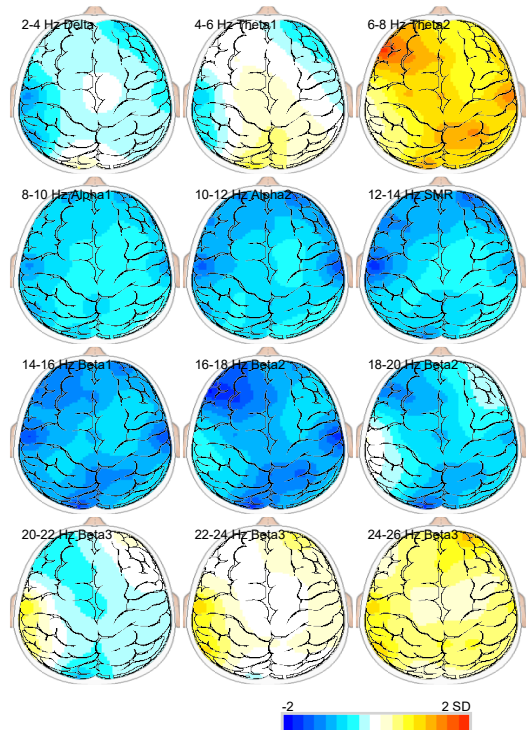 2-4 Hz Delta 4-6 Hz Theta1 6-8 Hz Theta2
8-10 Hz Alpha1 10-12 Hz Alpha2 12-14 Hz SMR
14-16 Hz Beta1 16-18 Hz Beta2 18-20 Hz Beta2
20-22 Hz Beta3 22-24 Hz Beta3 24-26 Hz Beta3
-2 2 SD